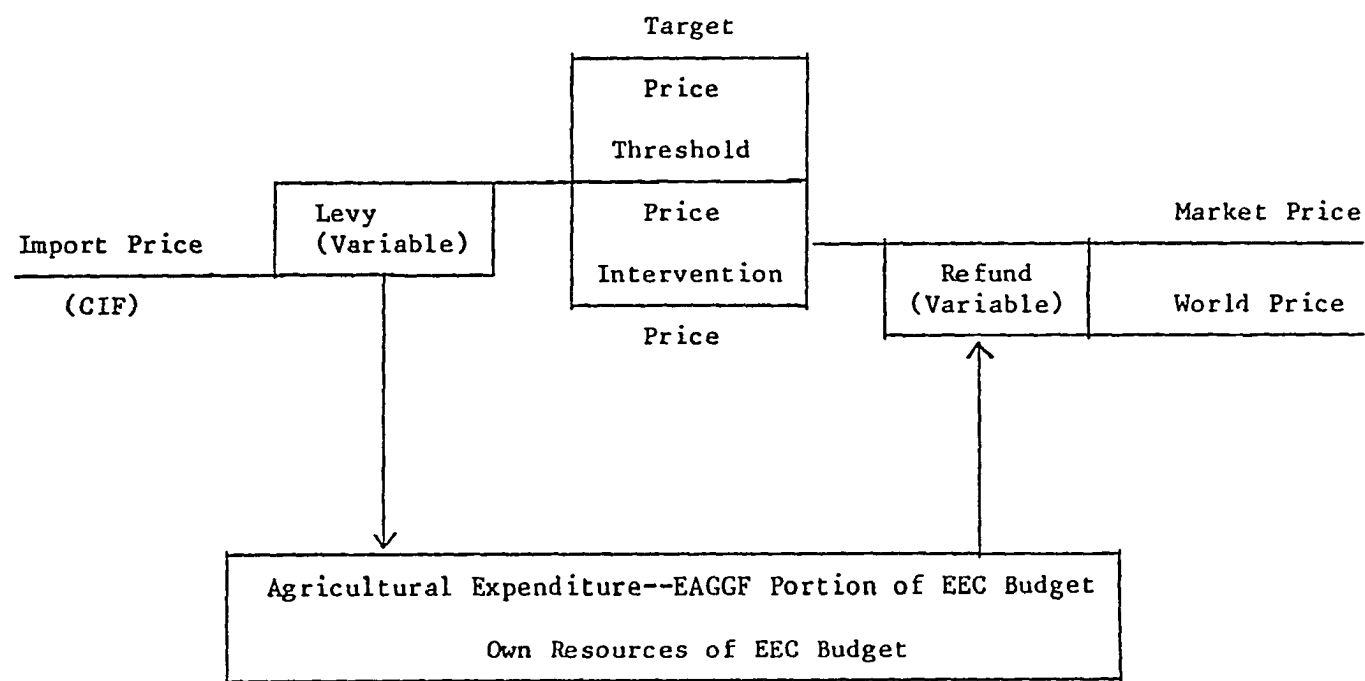 Target
Price
Threshold
Levy
(Variable)
Price
Market Price
Import Price
Intervention
Refund
(Variable)
(CIF)
World Price
Price
Agricultural Expenditure--EAGGF Portion of EEC Budget
Own Resources of EEC Budget